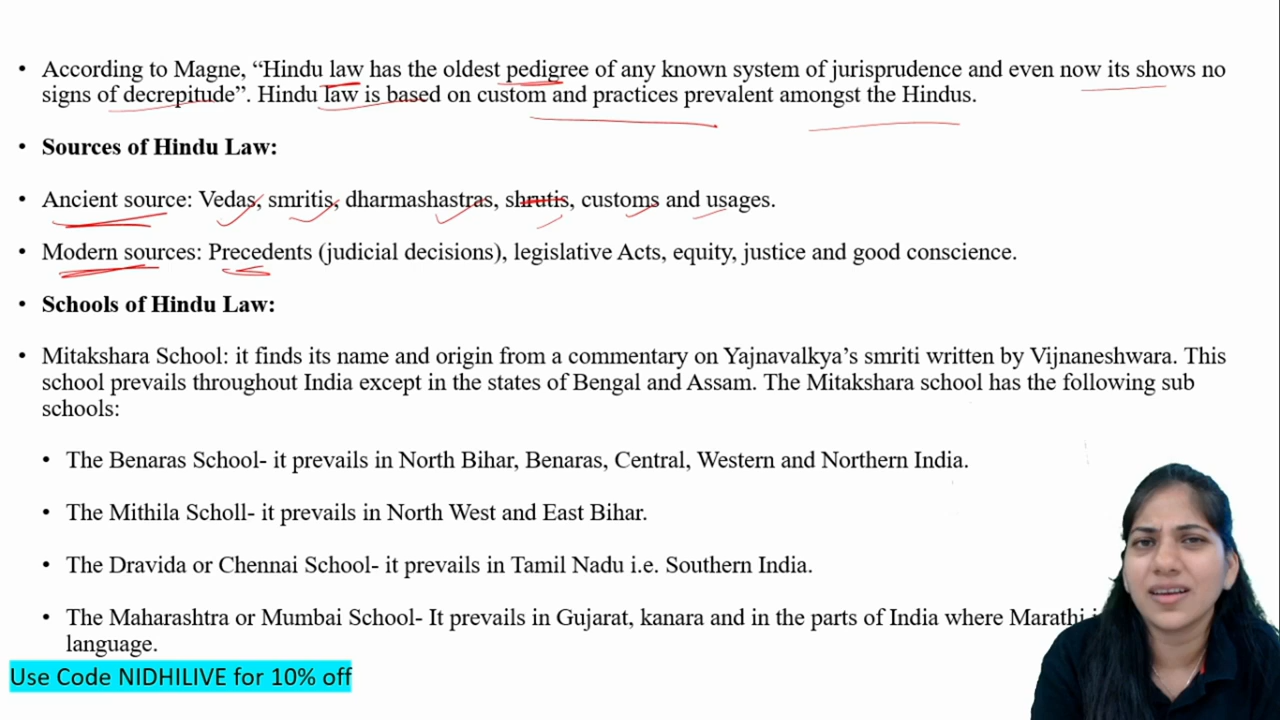 • According to Magne, “Hindu law has the oldest pedigree of any known system of jurisprudence and even now its shows no
signs of decrepitude”. Hindu law is based on custom and practices prevalent amongst the Hindus.
• Sources of Hindu Law:
• Ancient source: Vedas, smritis, dharmashastras, shrutis, customs and usages.
• Modern sources: Precedents (judicial decisions), legislative Acts, equity, justice and good conscience.
• Schools of Hindu Law:
• Mitakshara School: it finds its name and origin from a commentary on Yajnavalkya’s smriti written by Vijnaneshwara. This
school prevails throughout India except in the states of Bengal and Assam. The Mitakshara school has the following sub
schools:
• The Benaras School- it prevails in North Bihar, Benaras, Central, Western and Northern India.
• The Mithila Scholl- it prevails in North West and East Bihar.
• The Dravida or Chennai School- it prevails in Tamil Nadu i.e. Southern India.
• The Maharashtra or Mumbai School- It prevails in Gujarat, kanara and in the parts of India where Marathi
language.
Use Code NIDHILIVE for 10% off